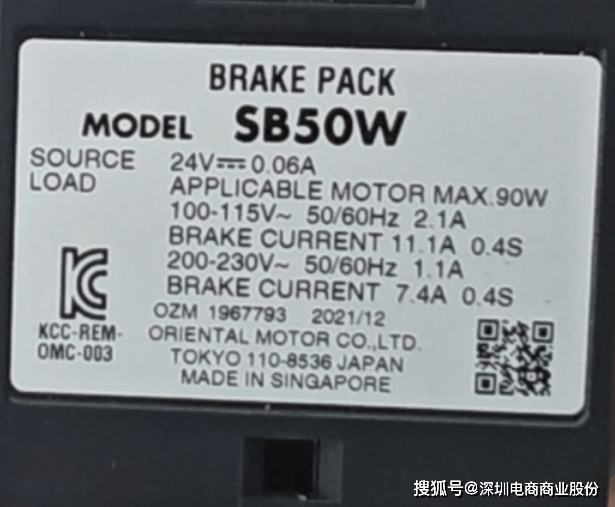 BRAKE PACK
MODEL SB50W
SOURCE 24V⎓0.06A
LOAD APPLICABLE MOTOR MAX.90W
100-115V~ 50/60Hz 2.1A
BRAKE CURRENT 11.1A 0.4S
200-230V~ 50/60Hz 1.1A
BRAKE CURRENT 7.4A 0.4S
OZM 1967793 2021/12
KCC-REM-
OMC-003
ORIENTAL MOTOR CO.,LTD.
TOKYO 110-8536 JAPAN
MADE IN SINGAPORE
搜狐号@深圳电商商业股份